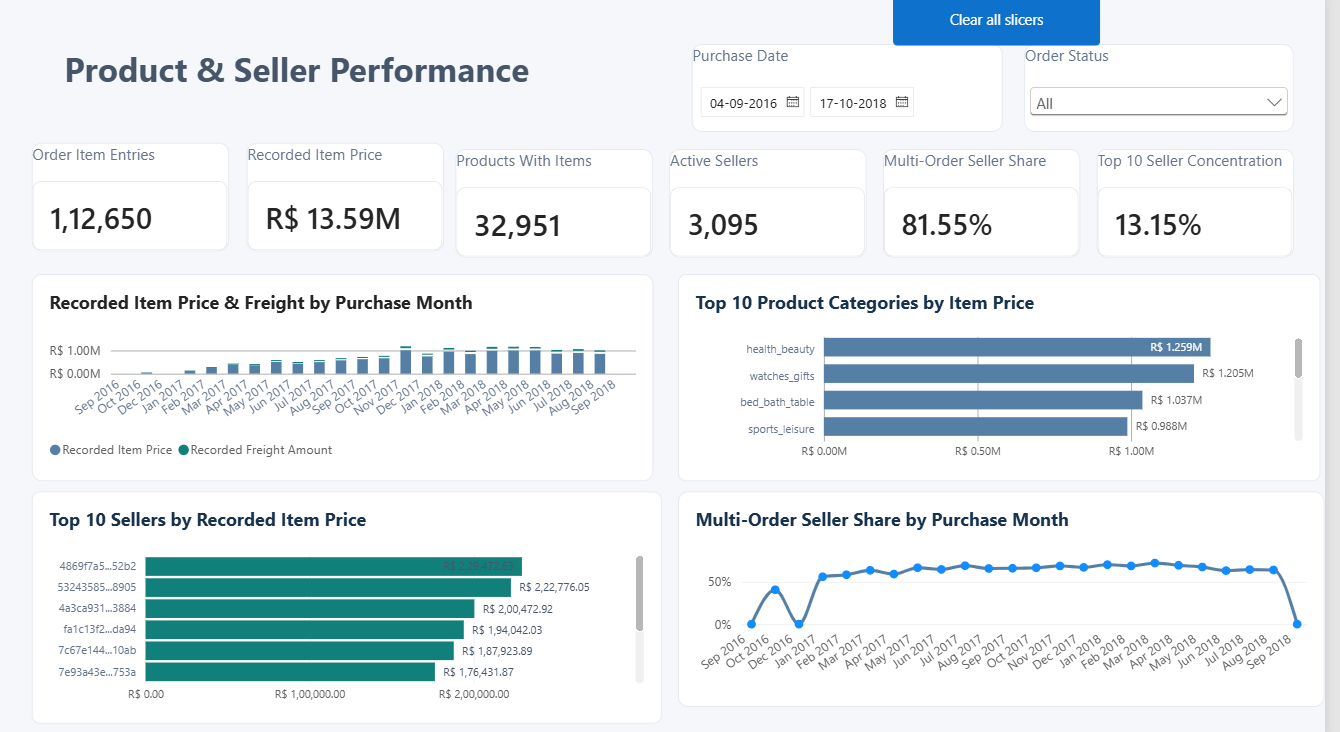 Clear all slicers
Product & Seller Performance
Purchase Date
04-09-2016
17-10-2018
Order Status
All
Order Item Entries
1,12,650
Recorded Item Price
R$ 13.59M
Products With Items
32,951
Active Sellers
3,095
Multi-Order Seller Share
81.55%
Top 10 Seller Concentration
13.15%
Recorded Item Price & Freight by Purchase Month
R$ 1.00M
R$ 0.00M
Sep 2016
Oct 2016
Dec 2016
Jan 2017
Feb 2017
Mar 2017
Apr 2017
May 2017
Jun 2017
Jul 2017
Aug 2017
Sep 2017
Oct 2017
Nov 2017
Dec 2017
Jan 2018
Feb 2018
Mar 2018
Apr 2018
May 2018
Jun 2018
Jul 2018
Aug 2018
Sep 2018
Recorded Item Price
Recorded Freight Amount
Top 10 Product Categories by Item Price
health_beauty R$ 1.259M
watches_gifts R$ 1.205M
bed_bath_table R$ 1.037M
sports_leisure R$ 0.988M
R$ 0.00M R$ 0.50M R$ 1.00M
Top 10 Sellers by Recorded Item Price
4869f7a5...52b2 R$ 2,29,472.63
53243585...8905 R$ 2,22,776.05
4a3ca931...3884 R$ 2,00,472.92
fa1c13f2...da94 R$ 1,94,042.03
7c67e144...10ab R$ 1,87,923.89
7e93a43e...753a R$ 1,76,431.87
R$ 0.00 R$ 1,00,000.00 R$ 2,00,000.00
Multi-Order Seller Share by Purchase Month
50%
0%
Sep 2016
Oct 2016
Dec 2016
Jan 2017
Feb 2017
Mar 2017
Apr 2017
May 2017
Jun 2017
Jul 2017
Aug 2017
Sep 2017
Oct 2017
Nov 2017
Dec 2017
Jan 2018
Feb 2018
Mar 2018
Apr 2018
May 2018
Jun 2018
Jul 2018
Aug 2018
Sep 2018